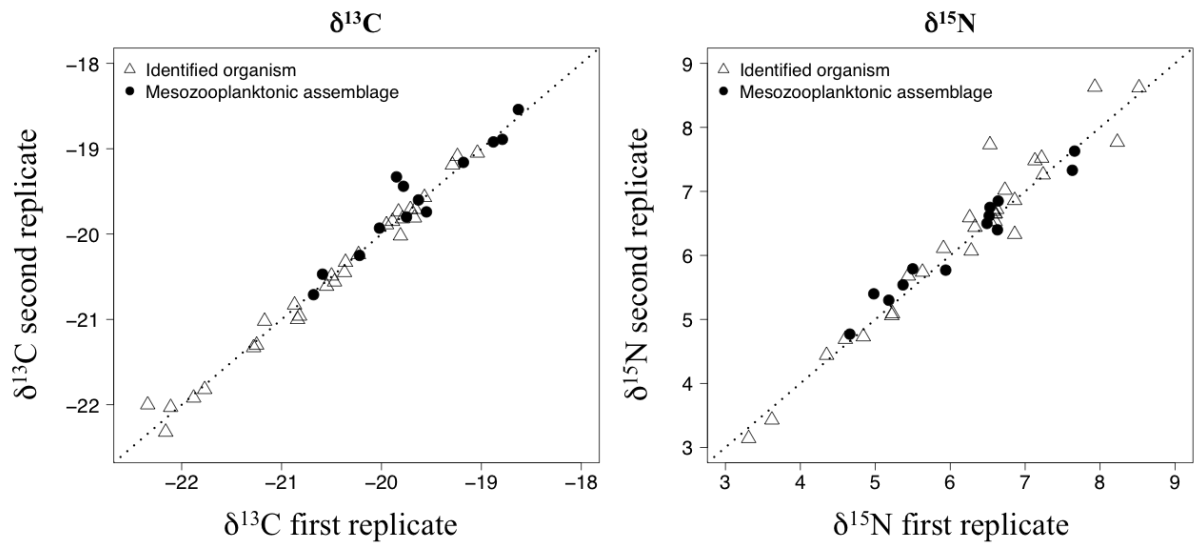 δ¹³C
−18
−19
−20
−21
−22
−22
−21
−20
−19
−18
Identified organism
Mesozooplanktonic assemblage
δ¹³C second replicate
δ¹³C first replicate
δ¹⁵N
9
8
7
6
5
4
3
3
4
5
6
7
8
9
Identified organism
Mesozooplanktonic assemblage
δ¹⁵N second replicate
δ¹⁵N first replicate